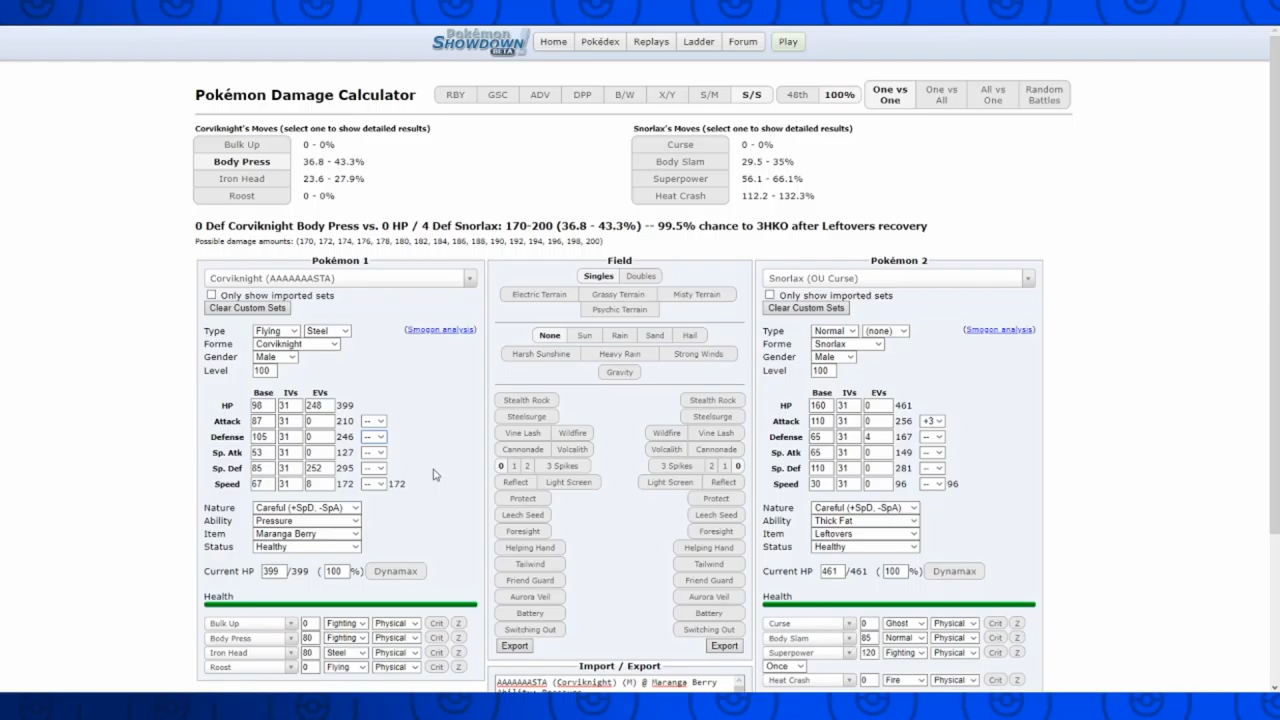 Pokémon SHOWDOWN BETA Home Pokédex Replays Ladder Forum Play
Pokémon Damage Calculator RBY GSC ADV DPP B/W X/Y S/M S/S 48th 100% One vs One One vs All All vs One Random Battles
Corviknight's Moves (select one to show detailed results) Snorlax's Moves (select one to show detailed results)
Bulk Up 0 - 0% Curse 0 - 0%
Body Press 36.8 - 43.3% Body Slam 29.5 - 35%
Iron Head 23.6 - 27.9% Superpower 56.1 - 66.1%
Roost 0 - 0% Heat Crash 112.2 - 132.3%
0 Def Corviknight Body Press vs. 0 HP / 4 Def Snorlax: 170-200 (36.8 - 43.3%) -- 99.5% chance to 3HKO after Leftovers recovery
Possible damage amounts: (170, 172, 174, 176, 178, 180, 182, 184, 186, 188, 190, 192, 194, 196, 198, 200)
Pokémon 1
Corviknight (AAAAAAASTA)
Only show imported sets
Clear Custom Sets
Type Flying Steel (Smogon analysis)
Forme Corviknight
Gender Male
Level 100
Base IVs EVs
HP 98 31 248 399
Attack 87 31 0 210 --
Defense 105 31 0 246 --
Sp. Atk 53 31 0 127 --
Sp. Def 85 31 252 295 --
Speed 67 31 8 172 -- 172
Nature Careful (+SpD, -SpA)
Ability Pressure
Item Maranga Berry
Status Healthy
Current HP 399 /399 ( 100 %) Dynamax
Health
Bulk Up 0 Fighting Physical Crit Z
Body Press 80 Fighting Physical Crit Z
Iron Head 80 Steel Physical Crit Z
Roost 0 Flying Physical Crit Z
Field
Singles Doubles
Electric Terrain Grassy Terrain Misty Terrain
Psychic Terrain
None Sun Rain Sand Hail
Harsh Sunshine Heavy Rain Strong Winds
Gravity
Stealth Rock Stealth Rock
Steelsurge Steelsurge
Vine Lash Wildfire Wildfire Vine Lash
Cannonade Volcalith Volcalith Cannonade
0 1 2 3 Spikes 3 Spikes 2 1 0
Reflect Light Screen Light Screen Reflect
Protect Protect
Leech Seed Leech Seed
Foresight Foresight
Helping Hand Helping Hand
Tailwind Tailwind
Friend Guard Friend Guard
Aurora Veil Aurora Veil
Battery Battery
Switching Out Switching Out
Export Export
Import / Export
AAAAAAASTA (Corviknight) (M) @ Maranga Berry
Ability: Pressure
Pokémon 2
Snorlax (OU Curse)
Only show imported sets
Clear Custom Sets
Type Normal (none) (Smogon analysis)
Forme Snorlax
Gender Male
Level 100
Base IVs EVs
HP 160 31 0 461
Attack 110 31 0 256 +3
Defense 65 31 4 167 --
Sp. Atk 65 31 0 149 --
Sp. Def 110 31 0 281 --
Speed 30 31 0 96 -- 96
Nature Careful (+SpD, -SpA)
Ability Thick Fat
Item Leftovers
Status Healthy
Current HP 461 /461 ( 100 %) Dynamax
Health
Curse 0 Ghost Physical Crit Z
Body Slam 85 Normal Physical Crit Z
Superpower 120 Fighting Physical Crit Z
Once
Heat Crash 0 Fire Physical Crit Z